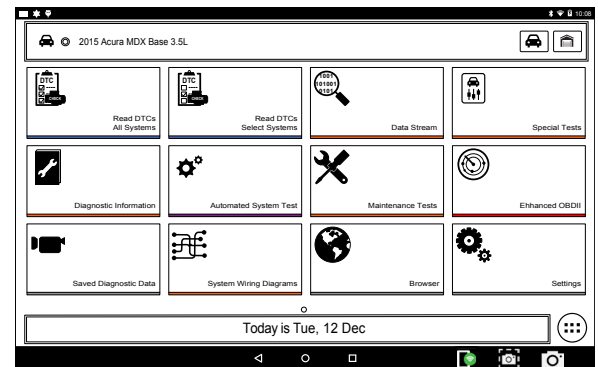 10:08
2015 Acura MDX Base 3.5L
DTC
CHECK
Read DTCs
All Systems
DTC
CHECK
Read DTCs
Select Systems
1001
101001
0101
Data Stream
Special Tests
Diagnostic Information
Automated System Test
Maintenance Tests
Ehhanced OBDII
Saved Diagnostic Data
System Wiring Diagrams
Browser
Settings
Today is Tue, 12 Dec